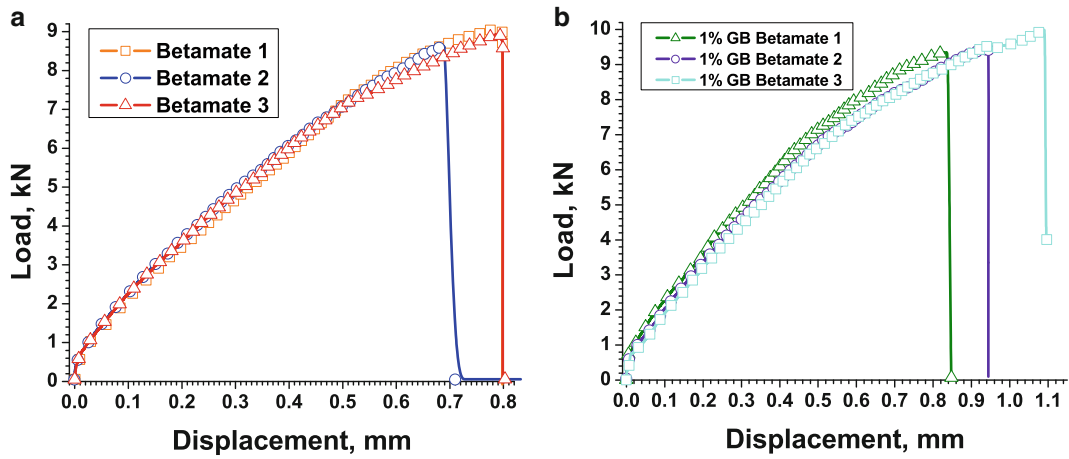 a
Betamate 1
Betamate 2
Betamate 3
9
8
7
6
5
4
3
2
1
0
Load, kN
0.0 0.1 0.2 0.3 0.4 0.5 0.6 0.7 0.8
Displacement, mm
b
1% GB Betamate 1
1% GB Betamate 2
1% GB Betamate 3
10
9
8
7
6
5
4
3
2
1
0
Load, kN
0.0 0.1 0.2 0.3 0.4 0.5 0.6 0.7 0.8 0.9 1.0 1.1
Displacement, mm